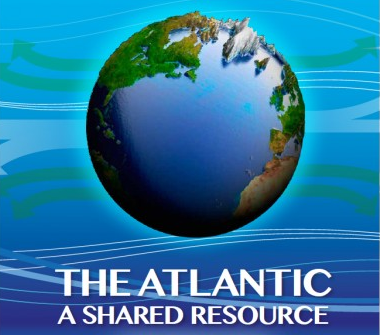 THE ATLANTIC
A SHARED RESOURCE